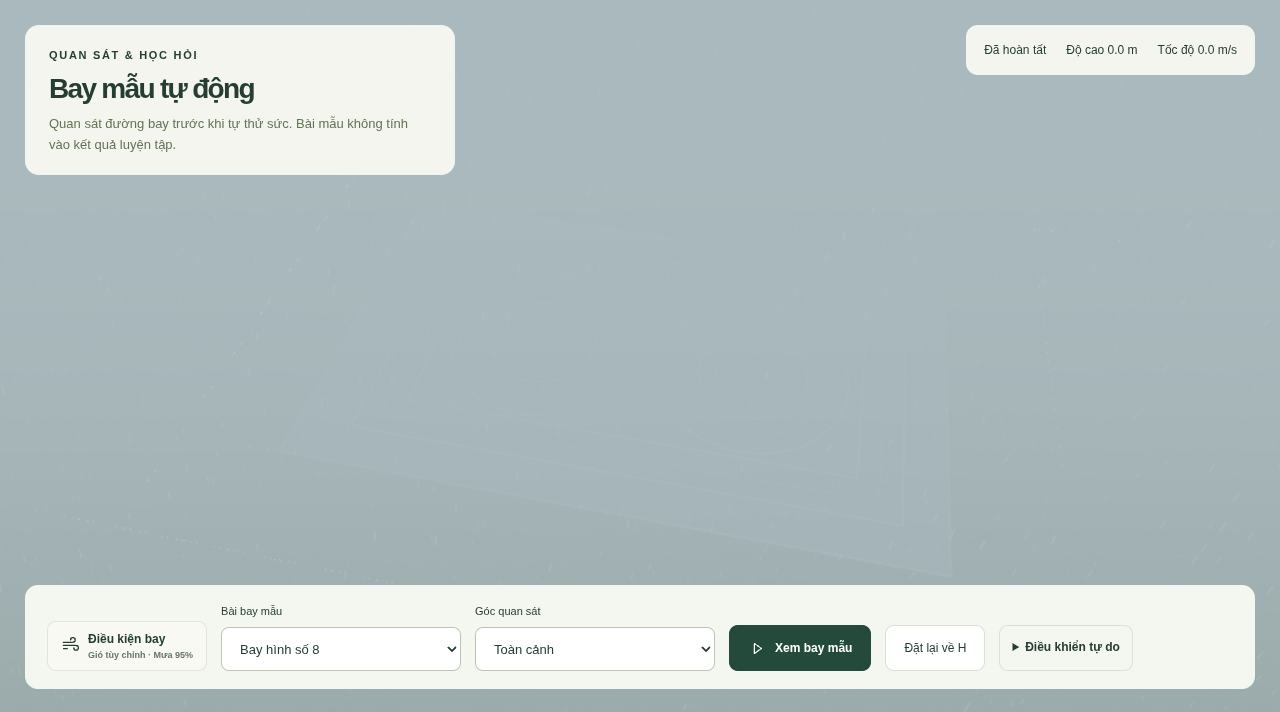 QUAN SÁT & HỌC HỎI
Bay mẫu tự động
Quan sát đường bay trước khi tự thử sức. Bài mẫu không tính
vào kết quả luyện tập.
Đã hoàn tất
Độ cao 0.0 m
Tốc độ 0.0 m/s
Điều kiện bay
Gió tùy chỉnh · Mưa 95%
Bài bay mẫu
Bay hình số 8
Góc quan sát
Toàn cảnh
Xem bay mẫu
Đặt lại về H
Điều khiển tự do